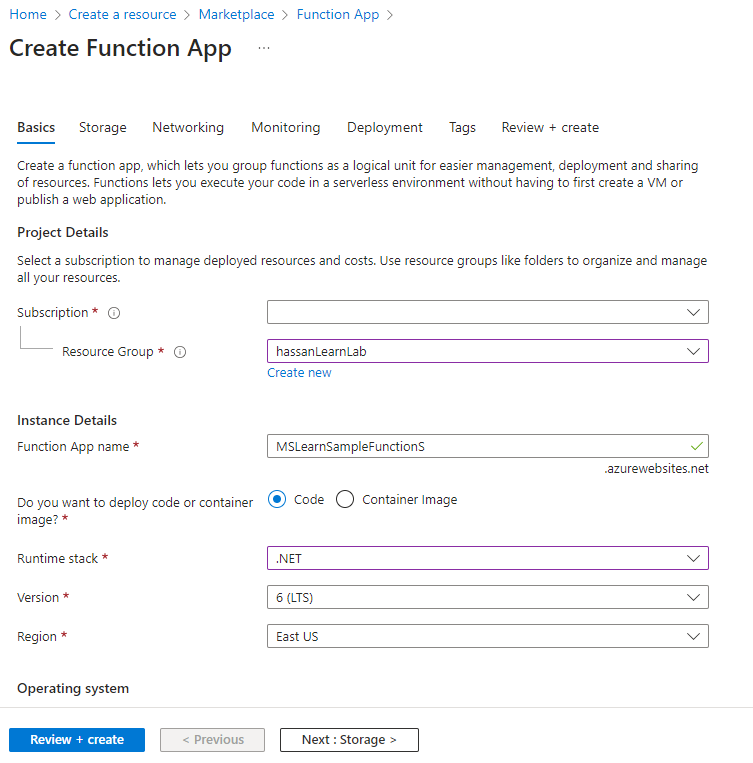 Home > Create a resource > Marketplace > Function App >
Create Function App ...
Basics Storage Networking Monitoring Deployment Tags Review + create
Create a function app, which lets you group functions as a logical unit for easier management, deployment and sharing
of resources. Functions lets you execute your code in a serverless environment without having to first create a VM or
publish a web application.
Project Details
Select a subscription to manage deployed resources and costs. Use resource groups like folders to organize and manage
all your resources.
Subscription *
Resource Group *
hassanLearnLab
Create new
Instance Details
Function App name *
MSLearnSampleFunctionS
.azurewebsites.net
Do you want to deploy code or container
image? *
Code Container Image
Runtime stack *
.NET
Version *
6 (LTS)
Region *
East US
Operating system
Review + create < Previous Next : Storage >